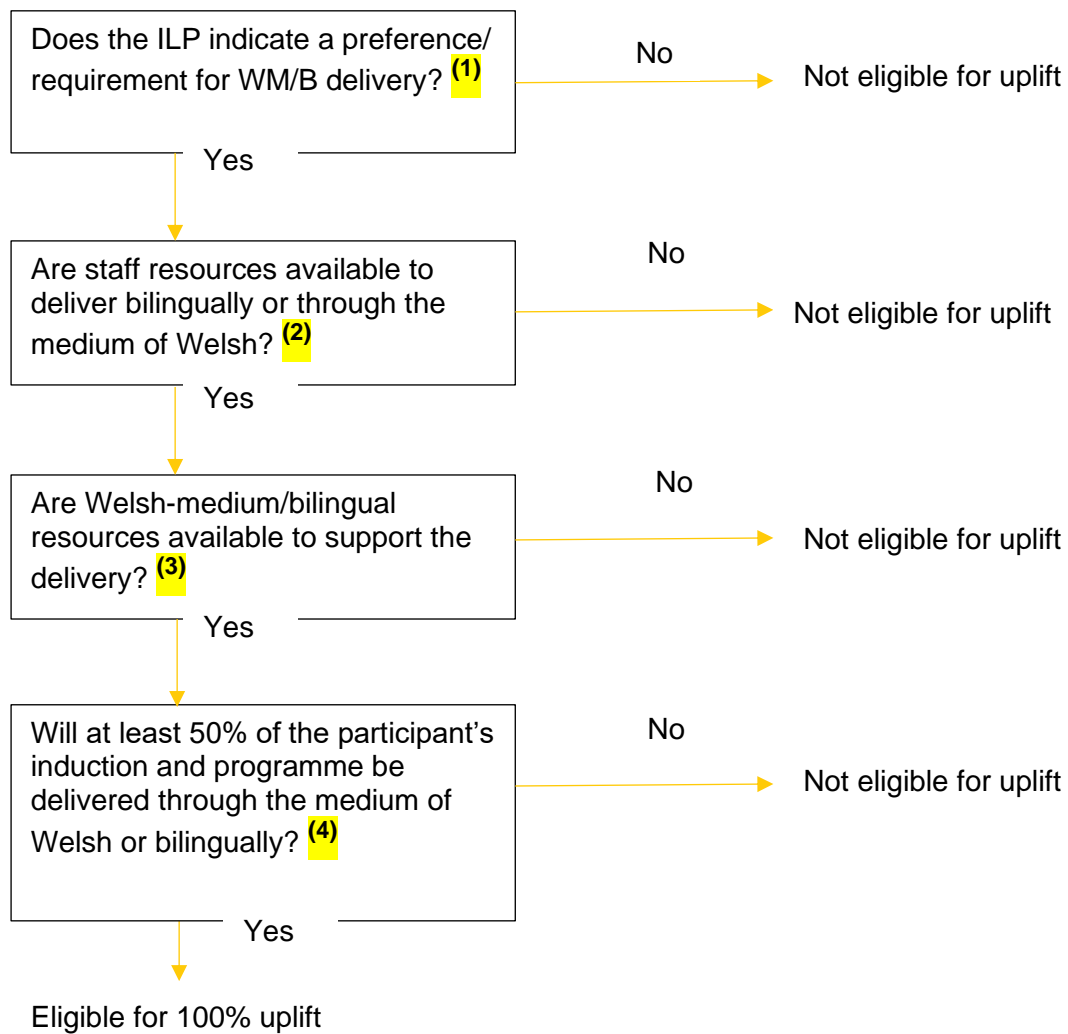 Does the ILP indicate a preference/
requirement for WM/B delivery? (1)
No
Not eligible for uplift
Yes
Are staff resources available to
deliver bilingually or through the
medium of Welsh? (2)
No
Not eligible for uplift
Yes
Are Welsh-medium/bilingual
resources available to support the
delivery? (3)
No
Not eligible for uplift
Yes
Will at least 50% of the participant’s
induction and programme be
delivered through the medium of
Welsh or bilingually? (4)
No
Not eligible for uplift
Yes
Eligible for 100% uplift